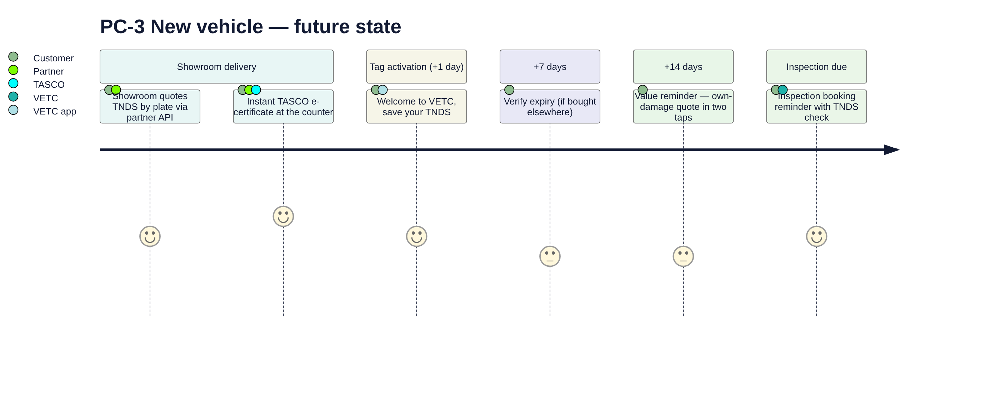 PC-3 New vehicle — future state
Customer
Partner
TASCO
VETC
VETC app
Showroom delivery
Tag activation (+1 day)
+7 days
+14 days
Inspection due
Showroom quotes
TNDS by plate via
partner API
Instant TASCO e-
certificate at the counter
Welcome to VETC,
save your TNDS
Verify expiry (if bought
elsewhere)
Value reminder — own-
damage quote in two
taps
Inspection booking
reminder with TNDS
check